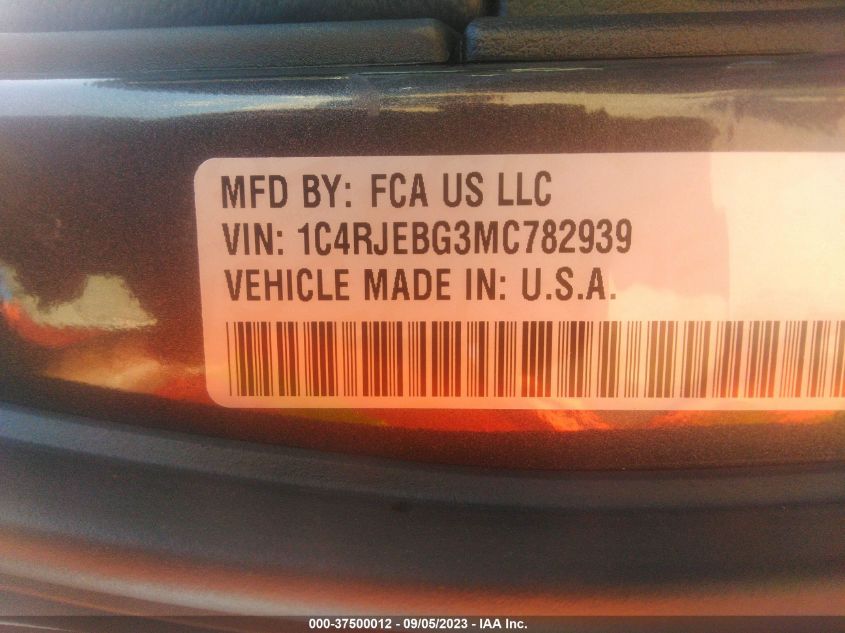 MFD BY: FCA US LLC
VIN: 1C4RJEBG3MC782939
VEHICLE MADE IN: U.S.A.
000-37500012 - 09/05/2023 - IAA Inc.